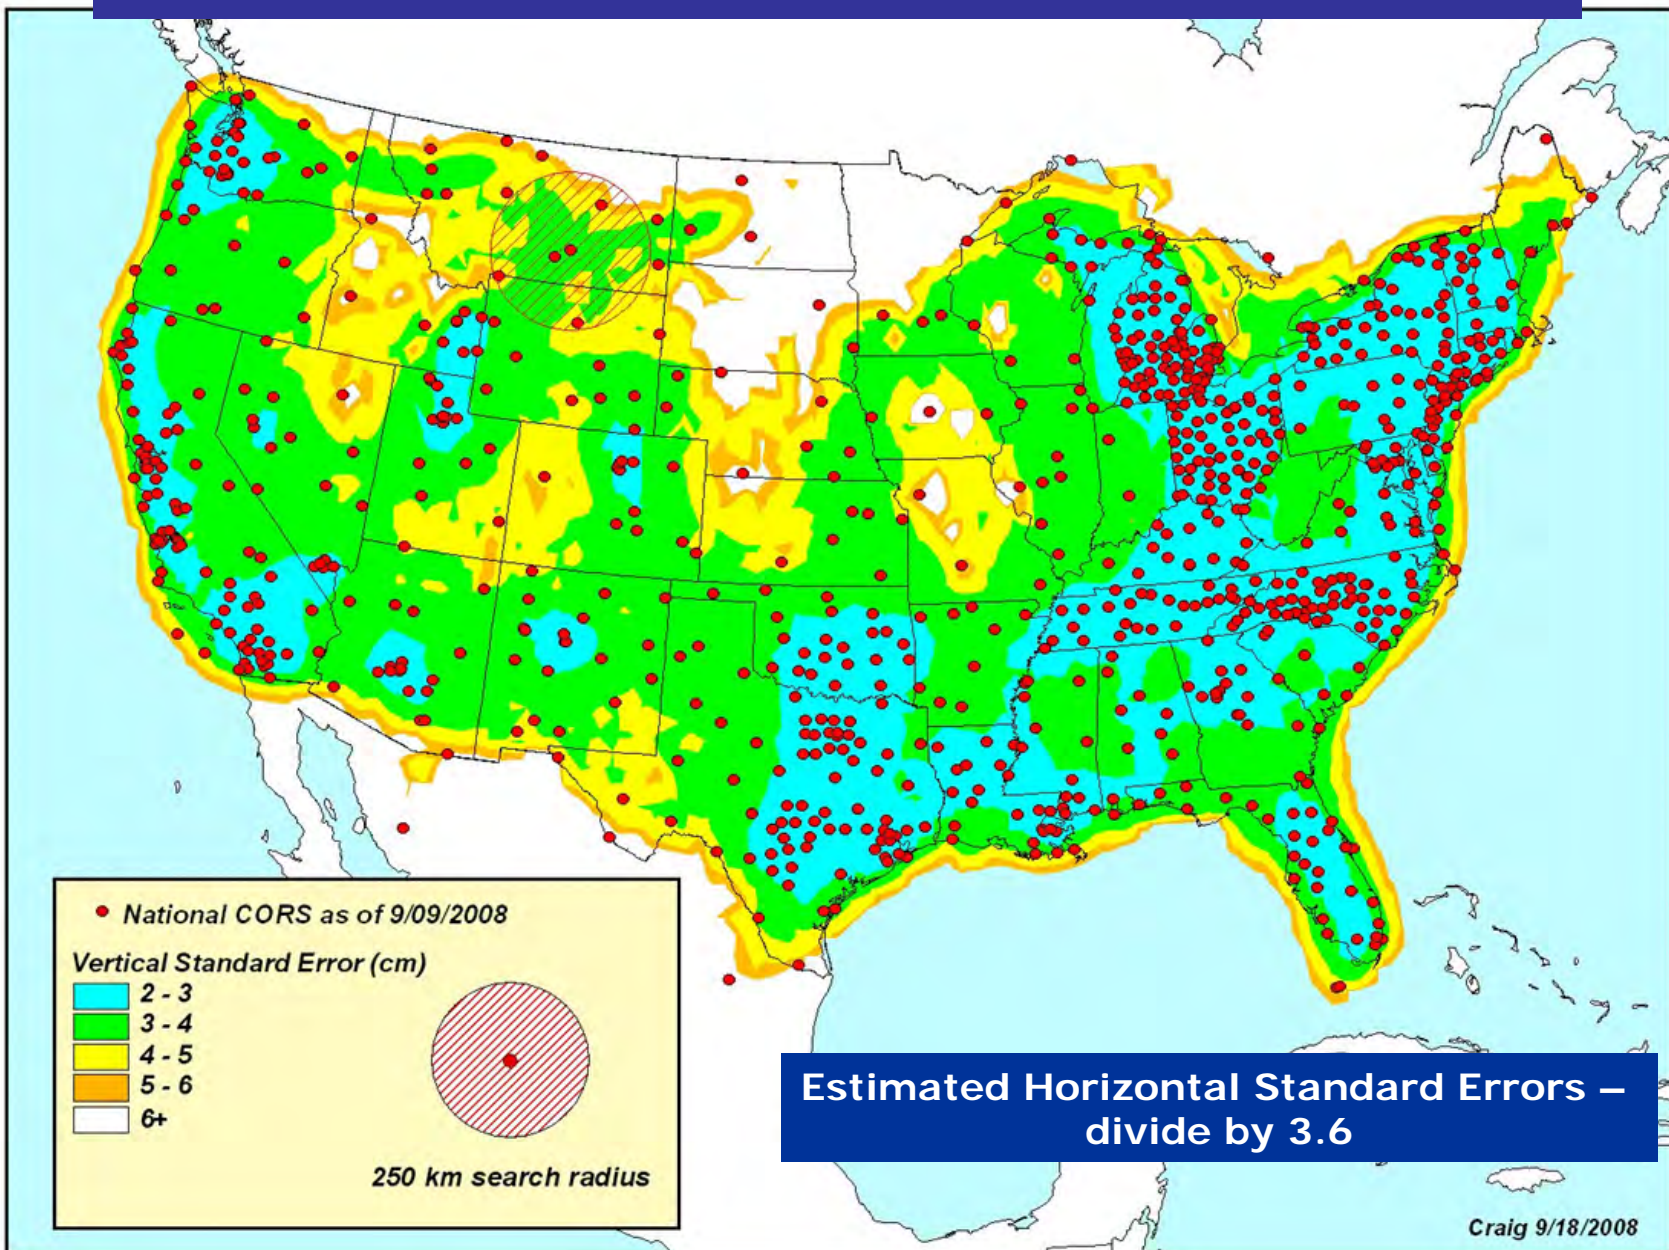 National CORS as of 9/09/2008
Vertical Standard Error (cm)
2 - 3
3 - 4
4 - 5
5 - 6
6+
250 km search radius
Estimated Horizontal Standard Errors –
divide by 3.6
Craig 9/18/2008